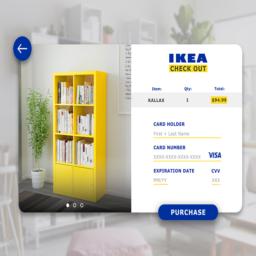 IKEA
CHECK OUT
Item: Qty: Total:
KALLAX 1 $94.99
CARD HOLDER
First + Last Name
CARD NUMBER
XXXX-XXXX-XXXX-XXXX VISA
EXPIRATION DATE CVV
MM/YY XXX
PURCHASE